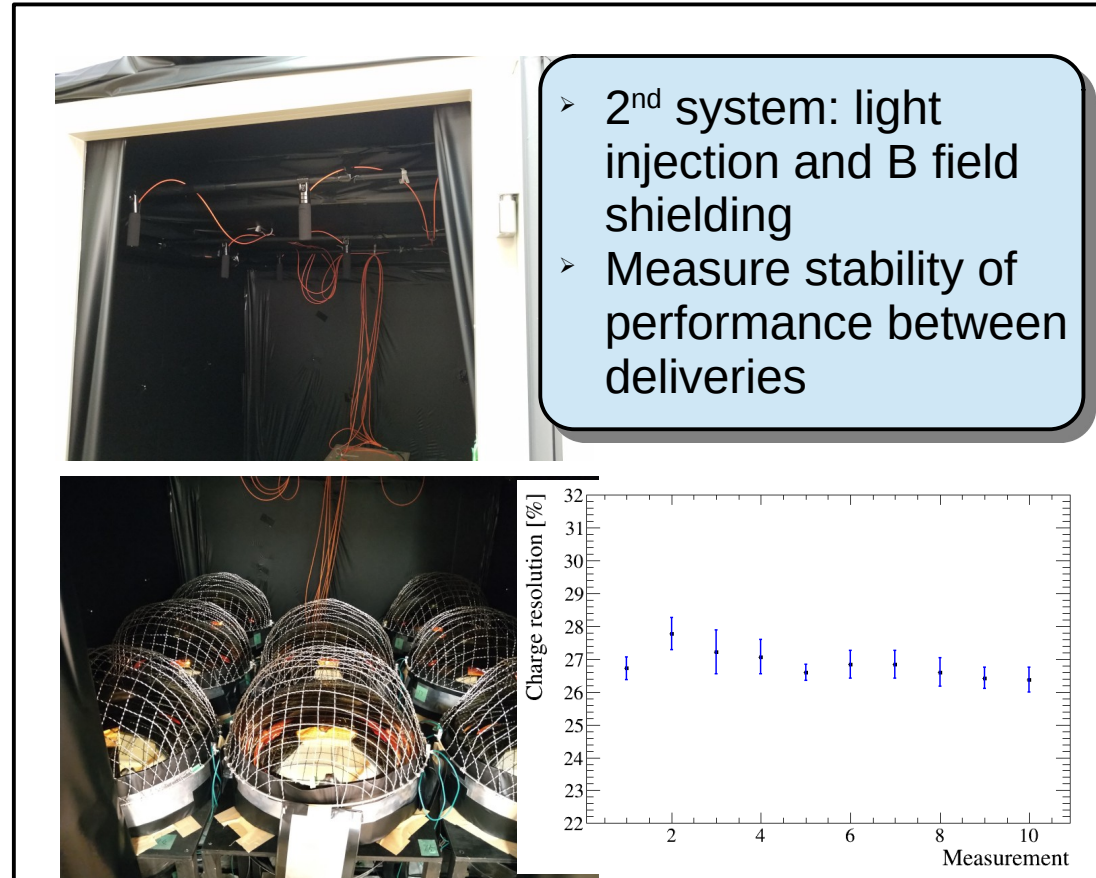 ➢ 2nd system: light
injection and B field
shielding
➢ Measure stability of
performance between
deliveries
Charge resolution [%]
32
31
30
29
28
27
26
25
24
23
22
2 4 6 8 10
Measurement